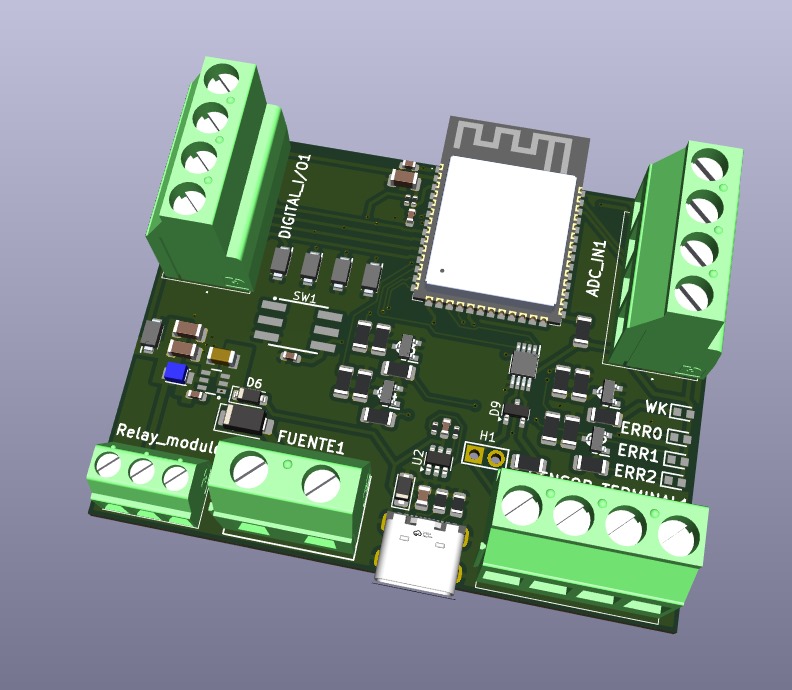 DIGITAL_I/O1
ADC_IN1
SW1
WK
ERR0
ERR1
ERR2
D6
D9
H1
U2
Relay_module
FUENTE1